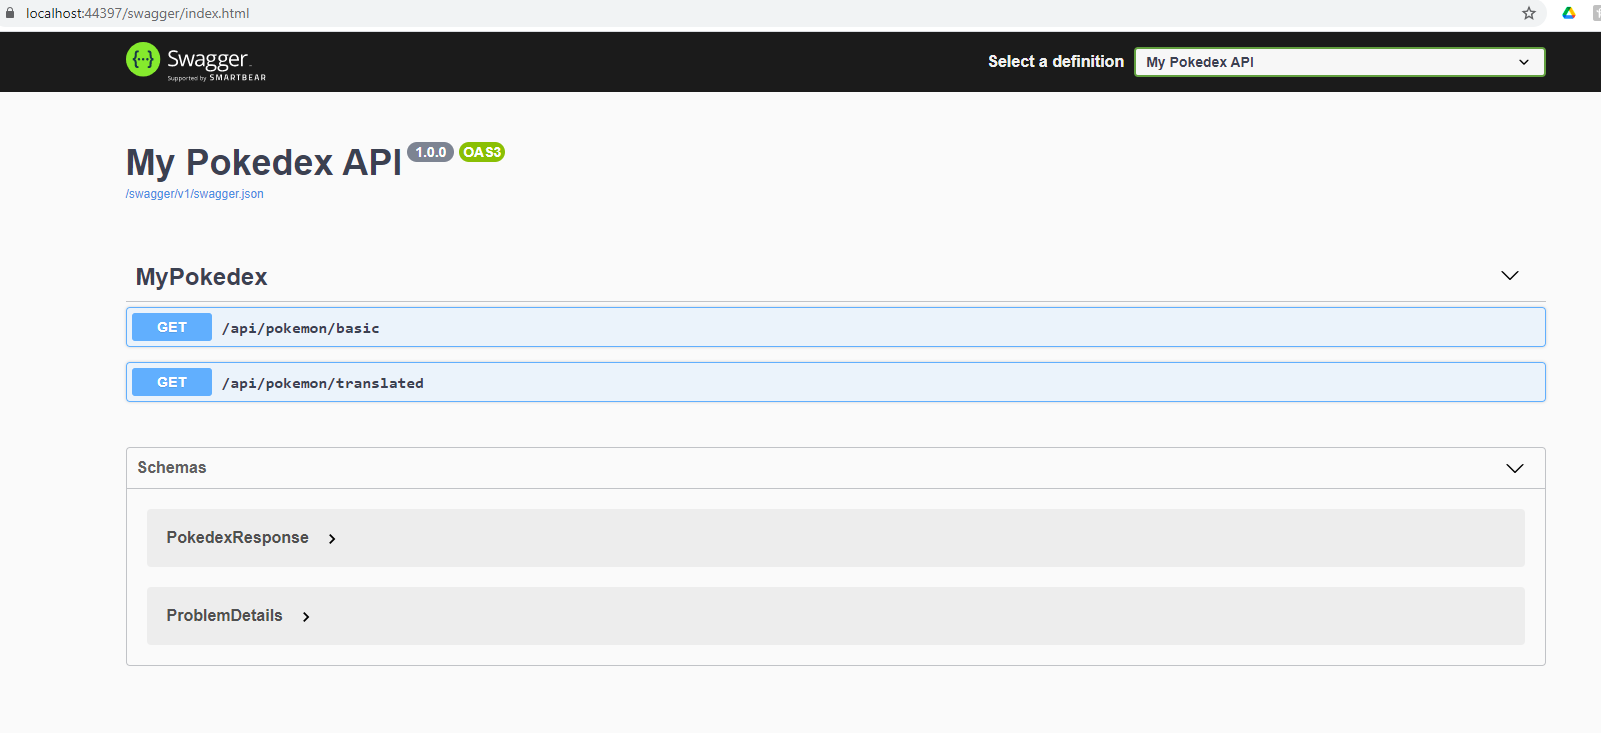 localhost:44397/swagger/index.html
{···} Swagger
Supported by SMARTBEAR
Select a definition
My Pokedex API
My Pokedex API 1.0.0 OAS3
/swagger/v1/swagger.json
MyPokedex
GET /api/pokemon/basic
GET /api/pokemon/translated
Schemas
PokedexResponse
ProblemDetails